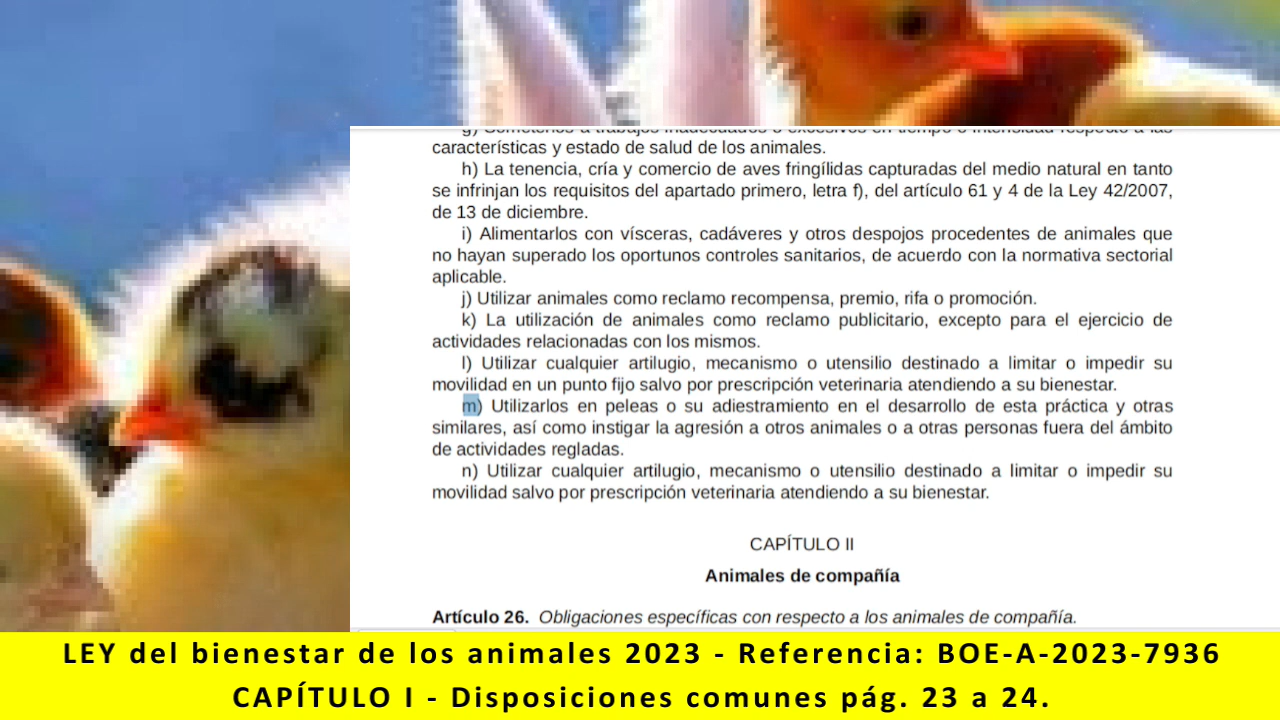 g) Someterlos a trabajos inadecuados o excesivos en tiempo o intensidad respecto a las
características y estado de salud de los animales.
h) La tenencia, cría y comercio de aves fringílidas capturadas del medio natural en tanto
se infrinjan los requisitos del apartado primero, letra f), del artículo 61 y 4 de la Ley 42/2007,
de 13 de diciembre.
i) Alimentarlos con vísceras, cadáveres y otros despojos procedentes de animales que
no hayan superado los oportunos controles sanitarios, de acuerdo con la normativa sectorial
aplicable.
j) Utilizar animales como reclamo recompensa, premio, rifa o promoción.
k) La utilización de animales como reclamo publicitario, excepto para el ejercicio de
actividades relacionadas con los mismos.
l) Utilizar cualquier artilugio, mecanismo o utensilio destinado a limitar o impedir su
movilidad en un punto fijo salvo por prescripción veterinaria atendiendo a su bienestar.
m) Utilizarlos en peleas o su adiestramiento en el desarrollo de esta práctica y otras
similares, así como instigar la agresión a otros animales o a otras personas fuera del ámbito
de actividades regladas.
n) Utilizar cualquier artilugio, mecanismo o utensilio destinado a limitar o impedir su
movilidad salvo por prescripción veterinaria atendiendo a su bienestar.
CAPÍTULO II
Animales de compañía
Artículo 26. Obligaciones específicas con respecto a los animales de compañía.
LEY del bienestar de los animales 2023 - Referencia: BOE-A-2023-7936
CAPÍTULO I - Disposiciones comunes pág. 23 a 24.